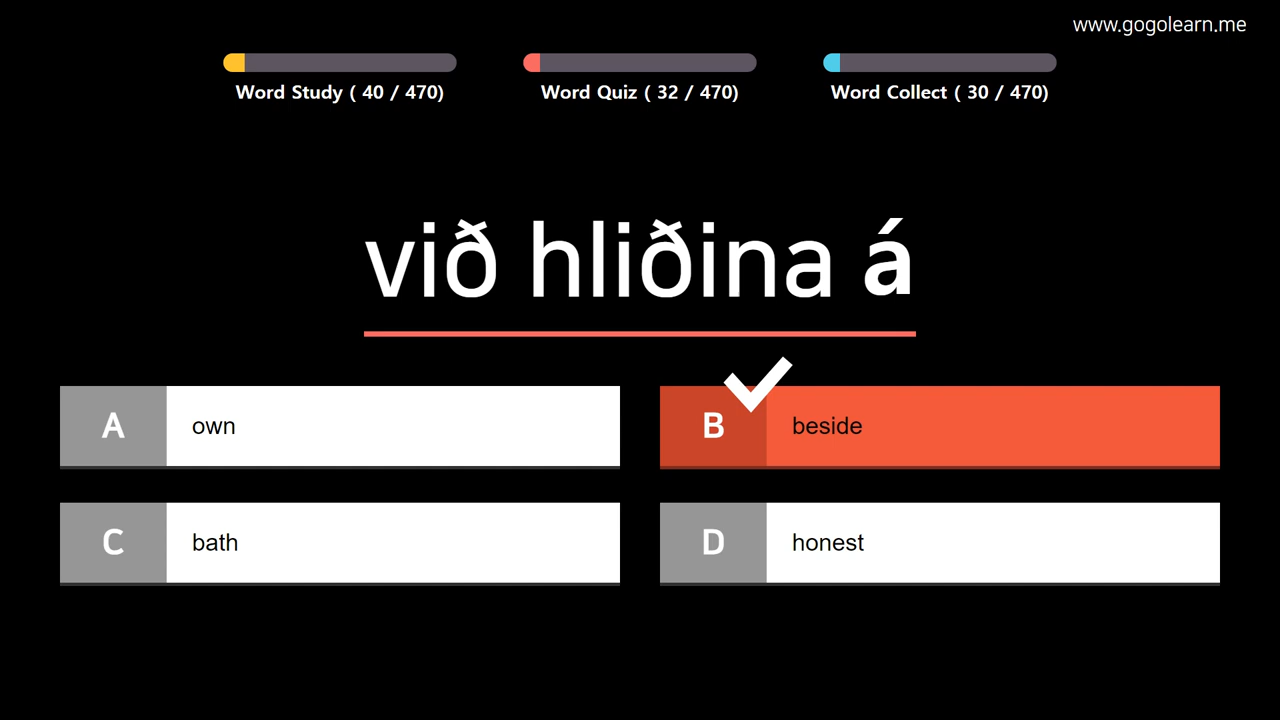 www.gogolearn.me
Word Study ( 40 / 470)
Word Quiz ( 32 / 470)
Word Collect ( 30 / 470)
við hliðina á
A own
B beside
C bath
D honest